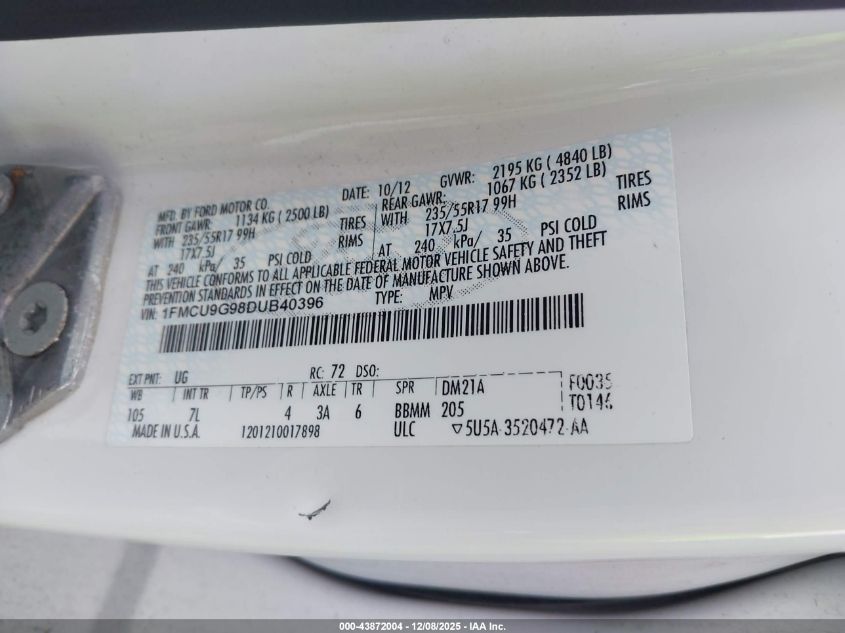 MFD. BY FORD MOTOR CO. DATE: 10/12 GVWR: 2195 KG ( 4840 LB)
FRONT GAWR: 1134 KG ( 2500 LB) REAR GAWR: 1067 KG ( 2352 LB)
WITH 235/55R17 99H TIRES WITH 235/55R17 99H TIRES
17X7.5J RIMS 17X7.5J RIMS
AT 240 kPa/ 35 PSI COLD AT 240 kPa/ 35 PSI COLD
THIS VEHICLE CONFORMS TO ALL APPLICABLE FEDERAL MOTOR VEHICLE SAFETY AND THEFT
PREVENTION STANDARDS IN EFFECT ON THE DATE OF MANUFACTURE SHOWN ABOVE.
VIN: 1FMCU9G98DUB40396 TYPE: MPV
EXT PNT: UG RC: 72 DSO:
WB INT TR TP/PS R AXLE TR SPR DM21A F0035
105 7L 4 3A 6 BBMM 205 T0146
MADE IN U.S.A. 1201210017898 ULC ▽5U5A-3520472-AA
000-43872004 - 12/08/2025 - IAA Inc.